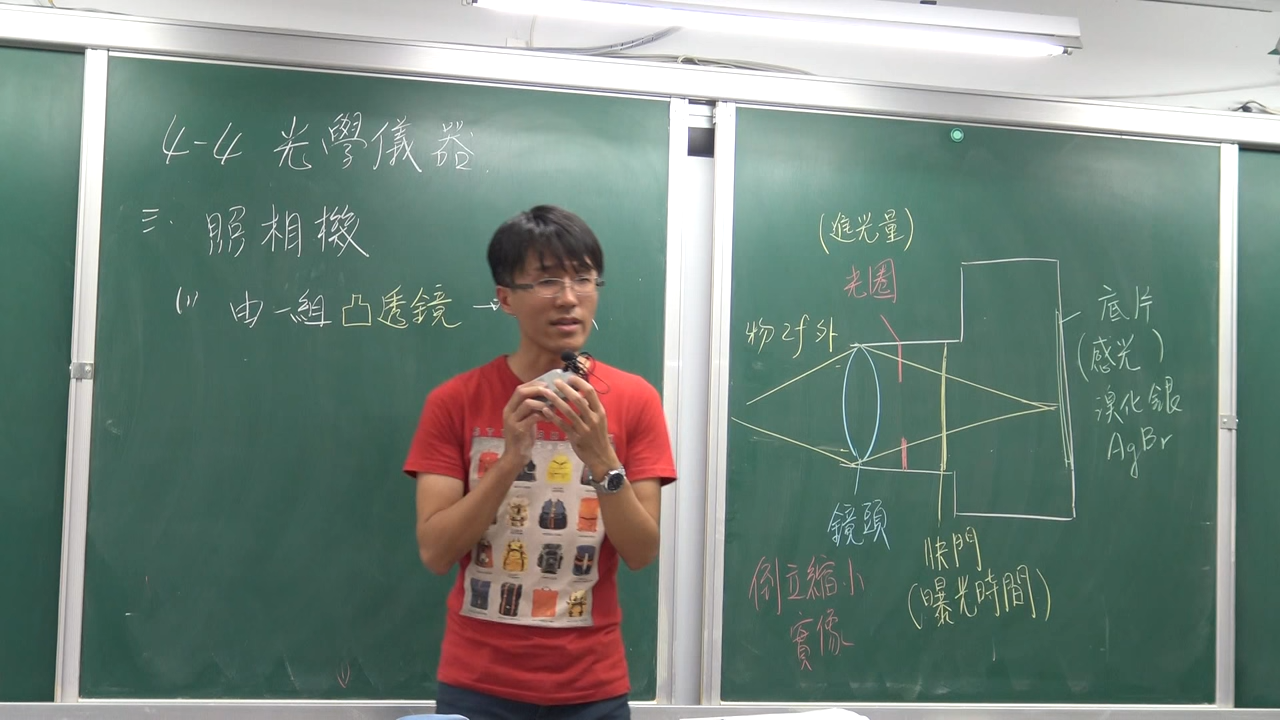 4-4 光學儀器
三. 照相機
(1) 由一組凸透鏡→
(進光量)
光圈
物 2f 外
底片
(感光)
溴化銀
AgBr
鏡頭
快門
(曝光時間)
倒立縮小
實像